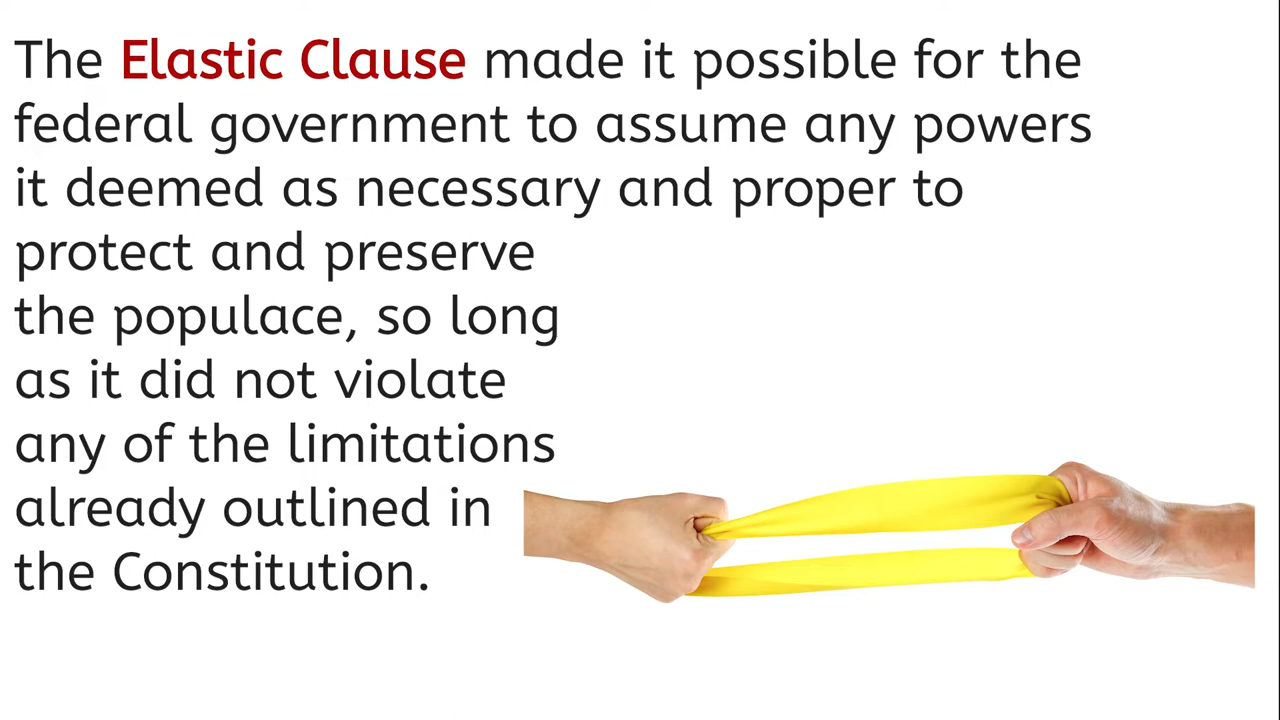 The Elastic Clause made it possible for the
federal government to assume any powers
it deemed as necessary and proper to
protect and preserve
the populace, so long
as it did not violate
any of the limitations
already outlined in
the Constitution.